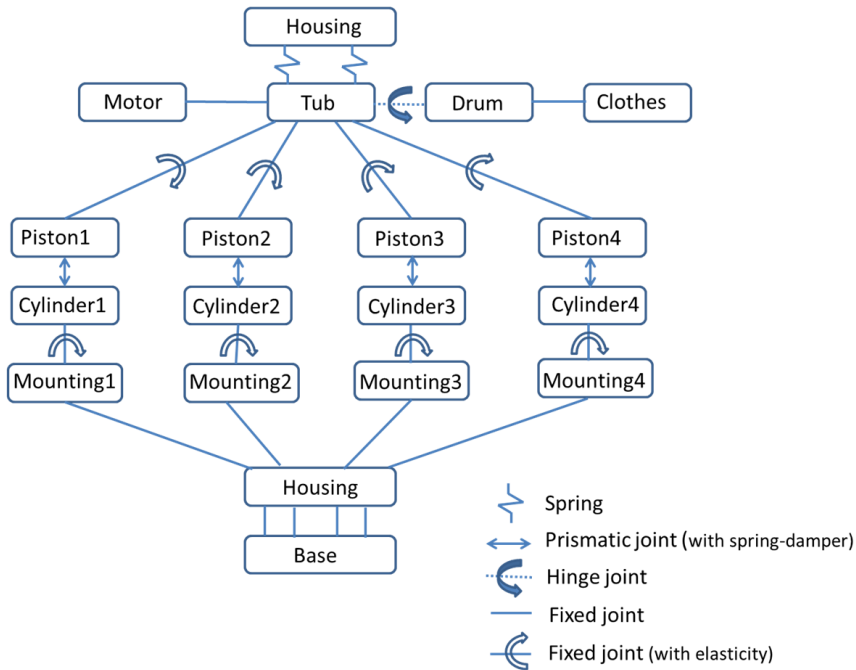 Housing
Motor
Tub
Drum
Clothes
Piston1
Piston2
Piston3
Piston4
Cylinder1
Cylinder2
Cylinder3
Cylinder4
Mounting1
Mounting2
Mounting3
Mounting4
Housing
Base
Spring
Prismatic joint (with spring-damper)
Hinge joint
Fixed joint
Fixed joint (with elasticity)